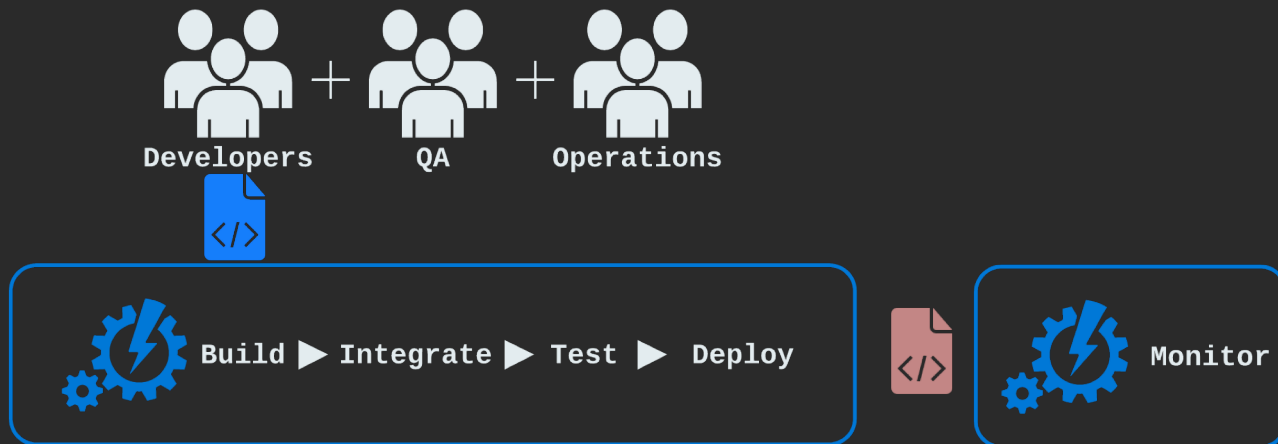 Developers
QA
Operations
</>
Build
Integrate
Test
Deploy
</>
Monitor